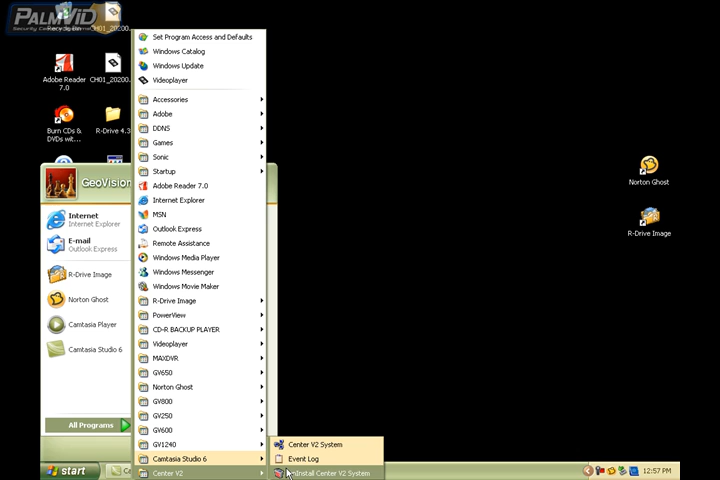 PALMVID
Recycle Bin
CH01_20200...
Adobe Reader 7.0
CH01_20200...
Burn CDs & DVDs wit...
R-Drive 4.3
GeoVision
Internet
Internet Explorer
E-mail
Outlook Express
R-Drive Image
Norton Ghost
Camtasia Player
Camtasia Studio 6
All Programs
start
Set Program Access and Defaults
Windows Catalog
Windows Update
Videoplayer
Accessories
Adobe
DDNS
Games
Sonic
Startup
Adobe Reader 7.0
Internet Explorer
MSN
Outlook Express
Remote Assistance
Windows Media Player
Windows Messenger
Windows Movie Maker
R-Drive Image
PowerView
CD-R BACKUP PLAYER
Videoplayer
MAXDVR
GV650
Norton Ghost
GV800
GV250
GV600
GV1240
Camtasia Studio 6
Center V2
Center V2 System
Event Log
Uninstall Center V2 System
Norton Ghost
R-Drive Image
12:57 PM